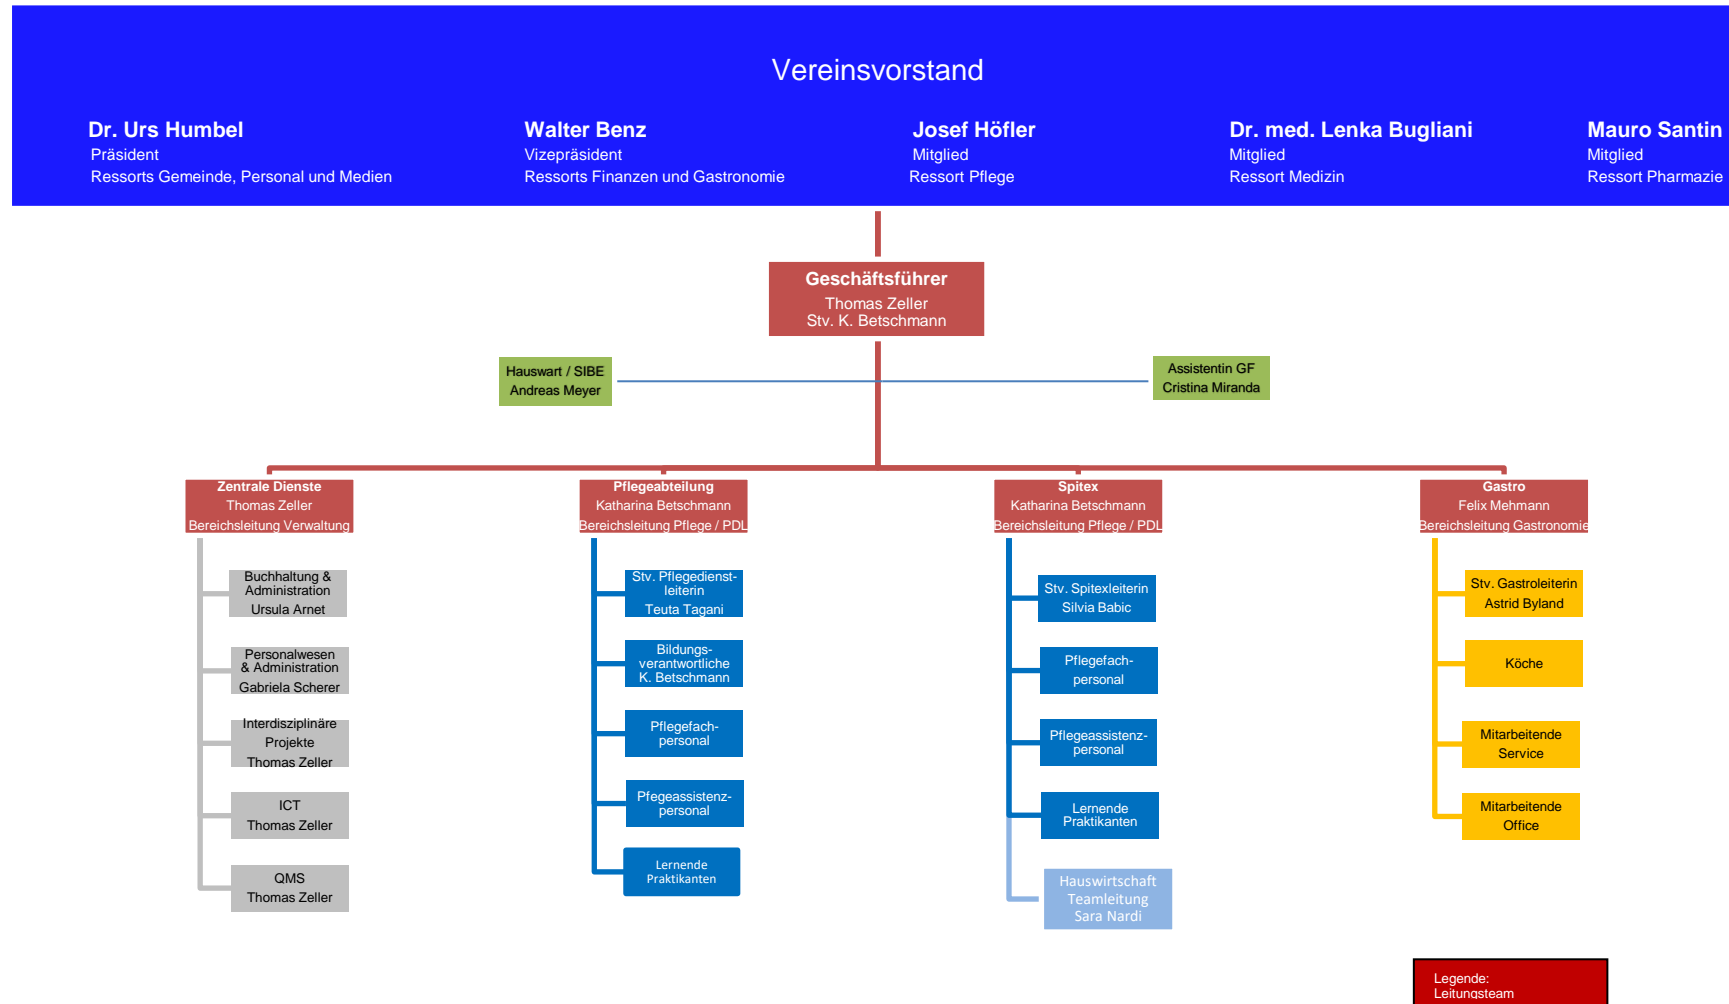 Vereinsvorstand
Dr. Urs Humbel
Präsident
Ressorts Gemeinde, Personal und Medien
Walter Benz
Vizepräsident
Ressorts Finanzen und Gastronomie
Josef Höfler
Mitglied
Ressort Pflege
Dr. med. Lenka Bugliani
Mitglied
Ressort Medizin
Mauro Santin
Mitglied
Ressort Pharmazie
Geschäftsführer
Thomas Zeller
Stv. K. Betschmann
Hauswart / SIBE
Andreas Meyer
Assistentin GF
Cristina Miranda
Zentrale Dienste
Thomas Zeller
Bereichsleitung Verwaltung
Buchhaltung &
Administration
Ursula Arnet
Personalwesen
& Administration
Gabriela Scherer
Interdisziplinäre
Projekte
Thomas Zeller
ICT
Thomas Zeller
QMS
Thomas Zeller
Pflegeabteilung
Katharina Betschmann
Bereichsleitung Pflege / PDL
Stv. Pflegedienst-
leiterin
Teuta Tagani
Bildungs-
verantwortliche
K. Betschmann
Pflegefach-
personal
Pfegeassistenz-
personal
Lernende
Praktikanten
Spitex
Katharina Betschmann
Bereichsleitung Pflege / PDL
Stv. Spitexleiterin
Silvia Babic
Pflegefach-
personal
Pflegeassistenz-
personal
Lernende
Praktikanten
Hauswirtschaft
Teamleitung
Sara Nardi
Gastro
Felix Mehmann
Bereichsleitung Gastronomie
Stv. Gastroleiterin
Astrid Byland
Köche
Mitarbeitende
Service
Mitarbeitende
Office
Legende:
Leitungsteam